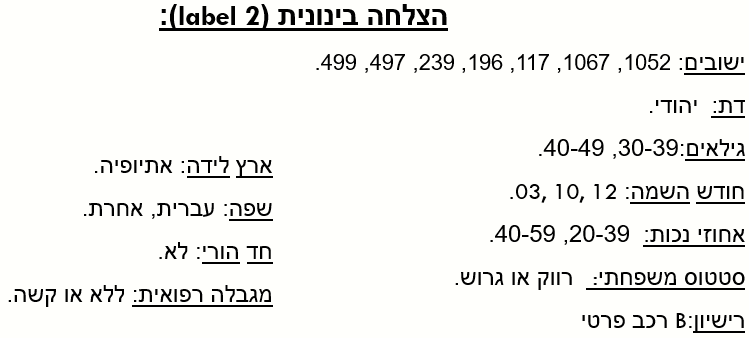 הצלחה בינונית (label 2):
ישובים: 1052, 1067, 117, 196, 239, 497, 499.
דת: יהודי.
גילאים:30-39, 40-49.
חודש השמה: 12 ,10 ,03.
אחוזי נכות: 20-39, 40-59.
סטטוס משפחתי: רווק או גרוש.
רישיון:B רכב פרטי
ארץ לידה: אתיופיה.
שפה: עברית, אחרת.
חד הורי: לא.
מגבלה רפואית: ללא או קשה.